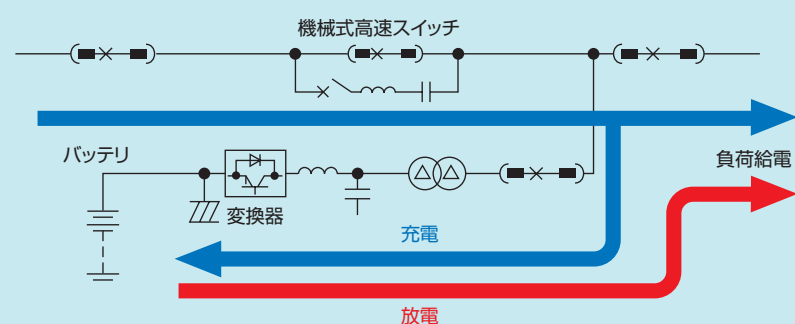 機械式高速スイッチ
バッテリ
負荷給電
変換器
充電
放電